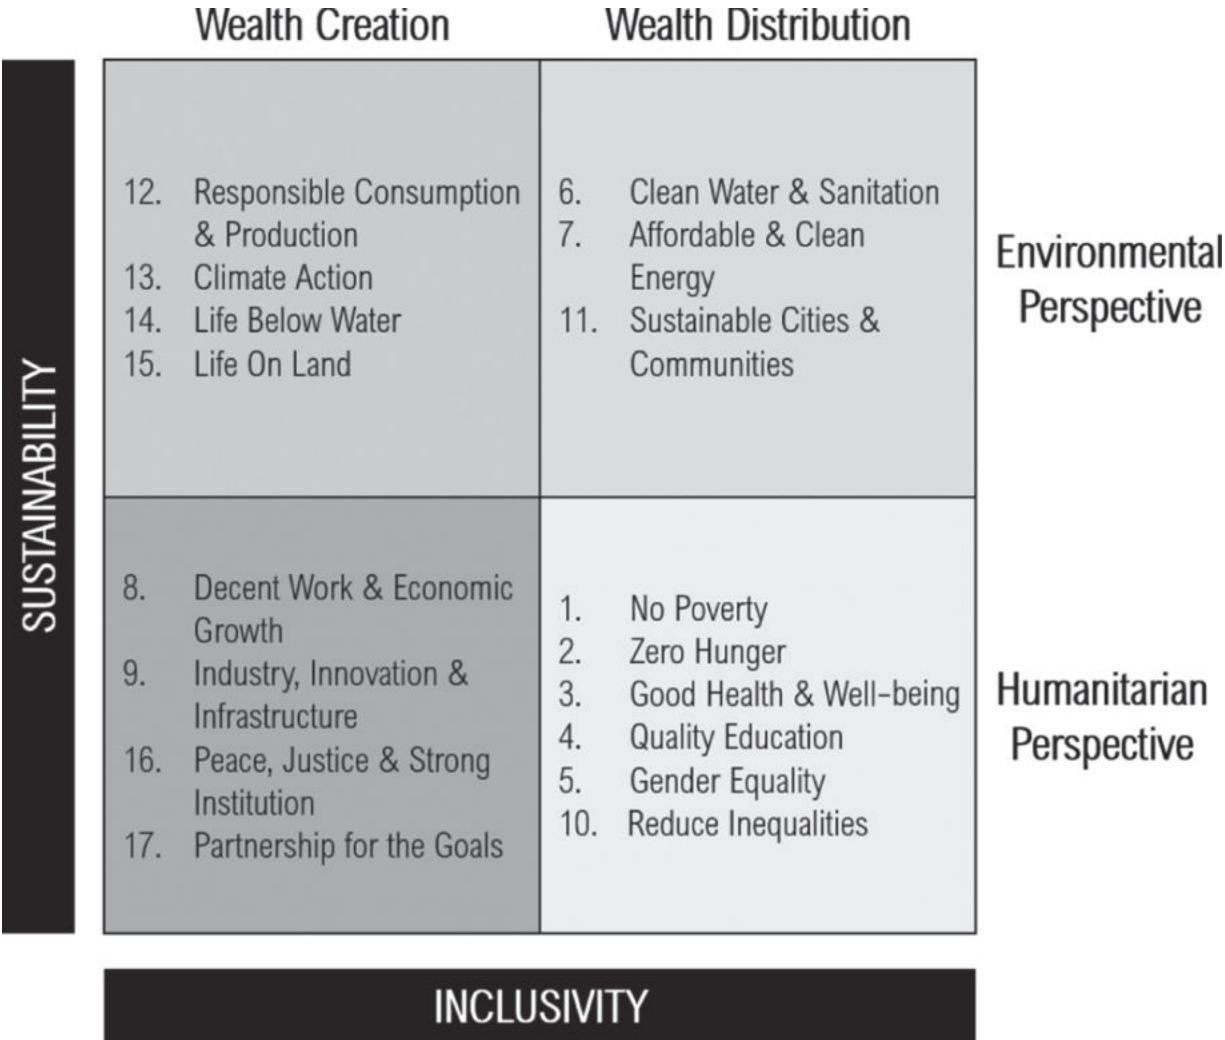 Wealth Creation
Wealth Distribution
12. Responsible Consumption
& Production
13. Climate Action
14. Life Below Water
15. Life On Land
6. Clean Water & Sanitation
7. Affordable & Clean
Energy
11. Sustainable Cities &
Communities
Environmental
Perspective
SUSTAINABILITY
8. Decent Work & Economic
Growth
9. Industry, Innovation &
Infrastructure
16. Peace, Justice & Strong
Institution
17. Partnership for the Goals
1. No Poverty
2. Zero Hunger
3. Good Health & Well-being
4. Quality Education
5. Gender Equality
10. Reduce Inequalities
Humanitarian
Perspective
INCLUSIVITY